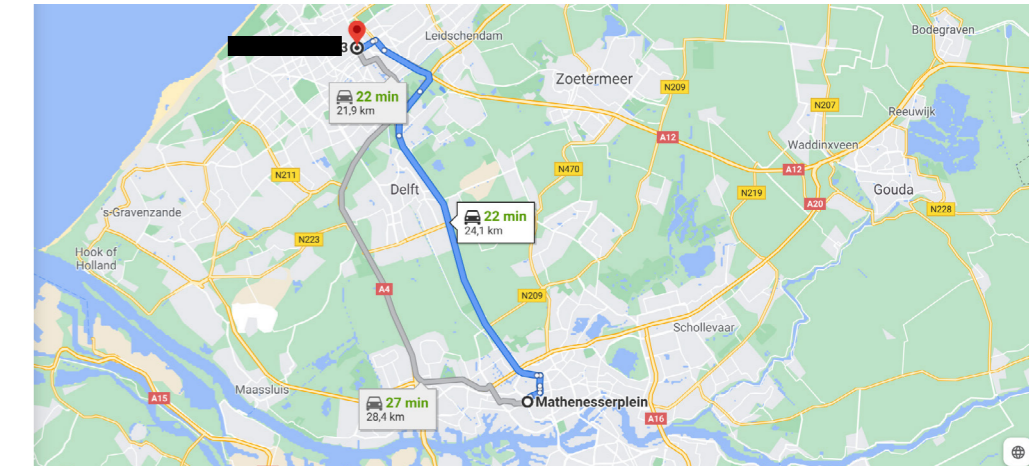 Bodegraven
Leidschendam
3
Zoetermeer
N209
22 min
21,9 km
N207
Reeuwijk
A12
Waddinxveen
N470
A12
N211
Delft
N219
Gouda
A20
N228
's-Gravenzande
22 min
24,1 km
N223
Hook of
Holland
A4
N209
Schollevaar
Maassluis
27 min
28,4 km
A15
Mathenesserplein
A16